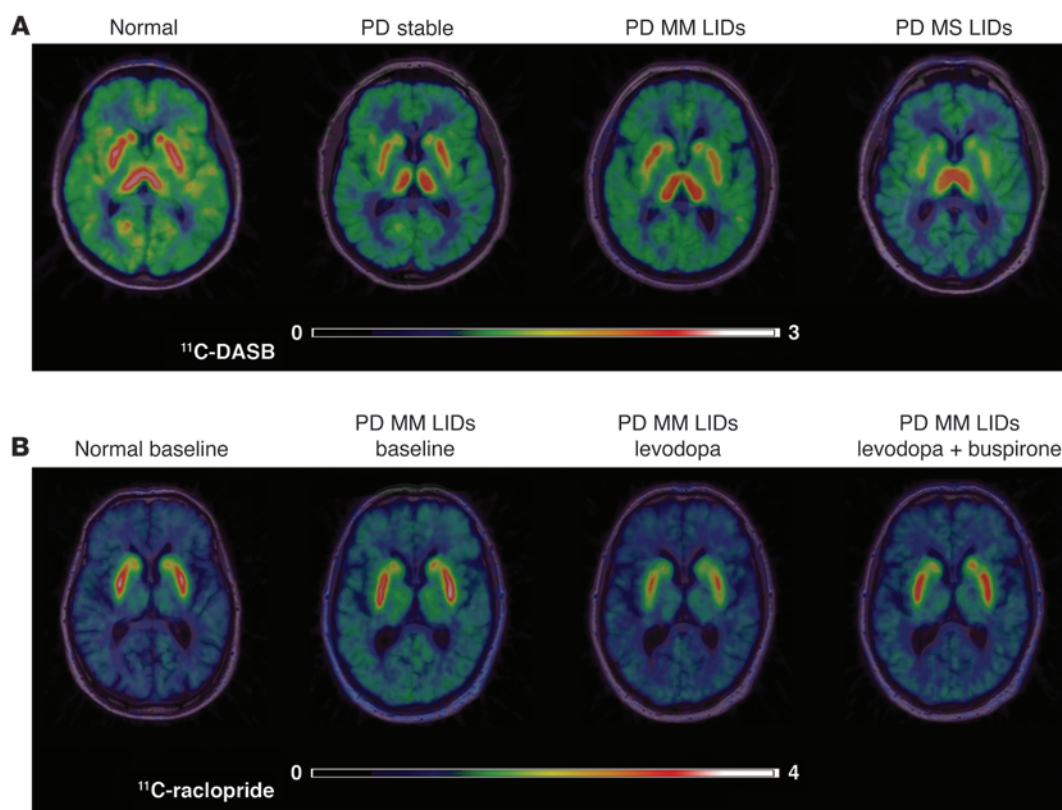 A
Normal
PD stable
PD MM LIDs
PD MS LIDs
0
3
¹¹C-DASB
B
Normal baseline
PD MM LIDs
baseline
PD MM LIDs
levodopa
PD MM LIDs
levodopa + buspirone
0
4
¹¹C-raclopride